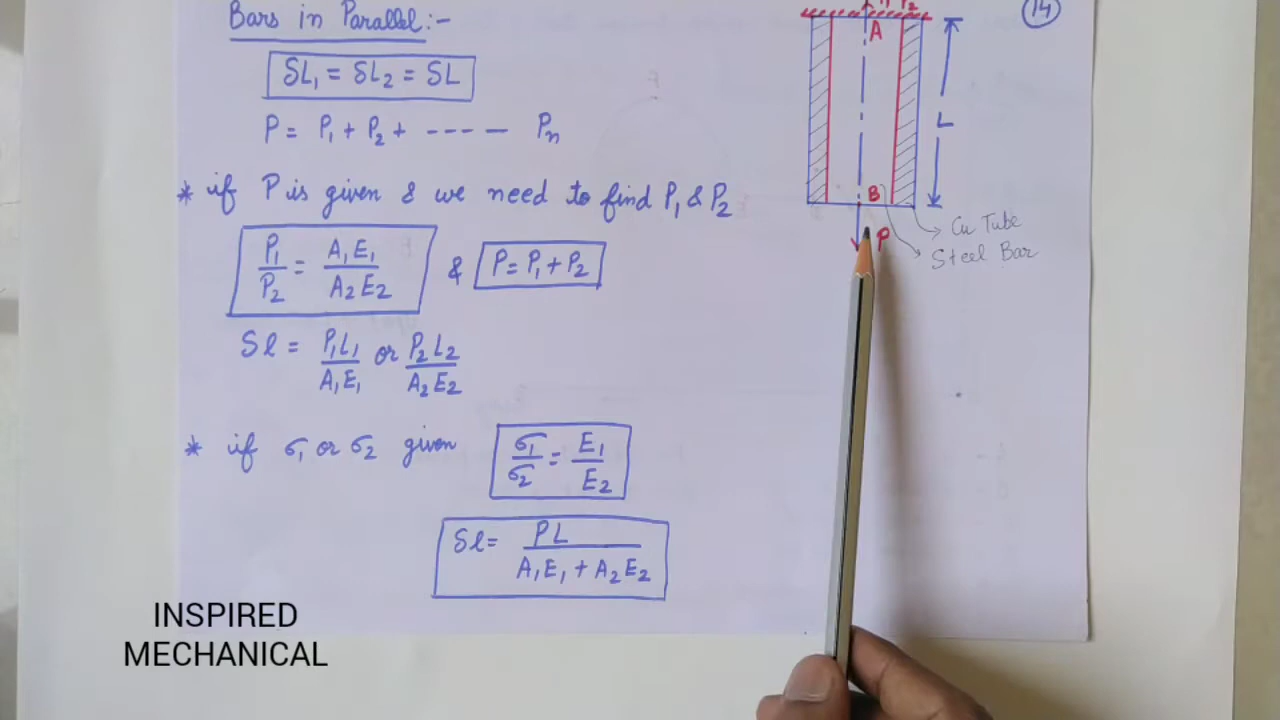 Bars in Parallel:-
δL₁ = δL₂ = δL
P = P₁ + P₂ + ----- Pn
* if P is given & we need to find P₁ & P₂
P₁/P₂ = A₁E₁/A₂E₂ & P = P₁ + P₂
δl = P₁L₁/A₁E₁ or P₂L₂/A₂E₂
* if σ₁ or σ₂ given σ₁/σ₂ = E₁/E₂
δl = PL/A₁E₁ + A₂E₂
14
P₂
A
L
B
P
Cu Tube
Steel Bar
INSPIRED
MECHANICAL